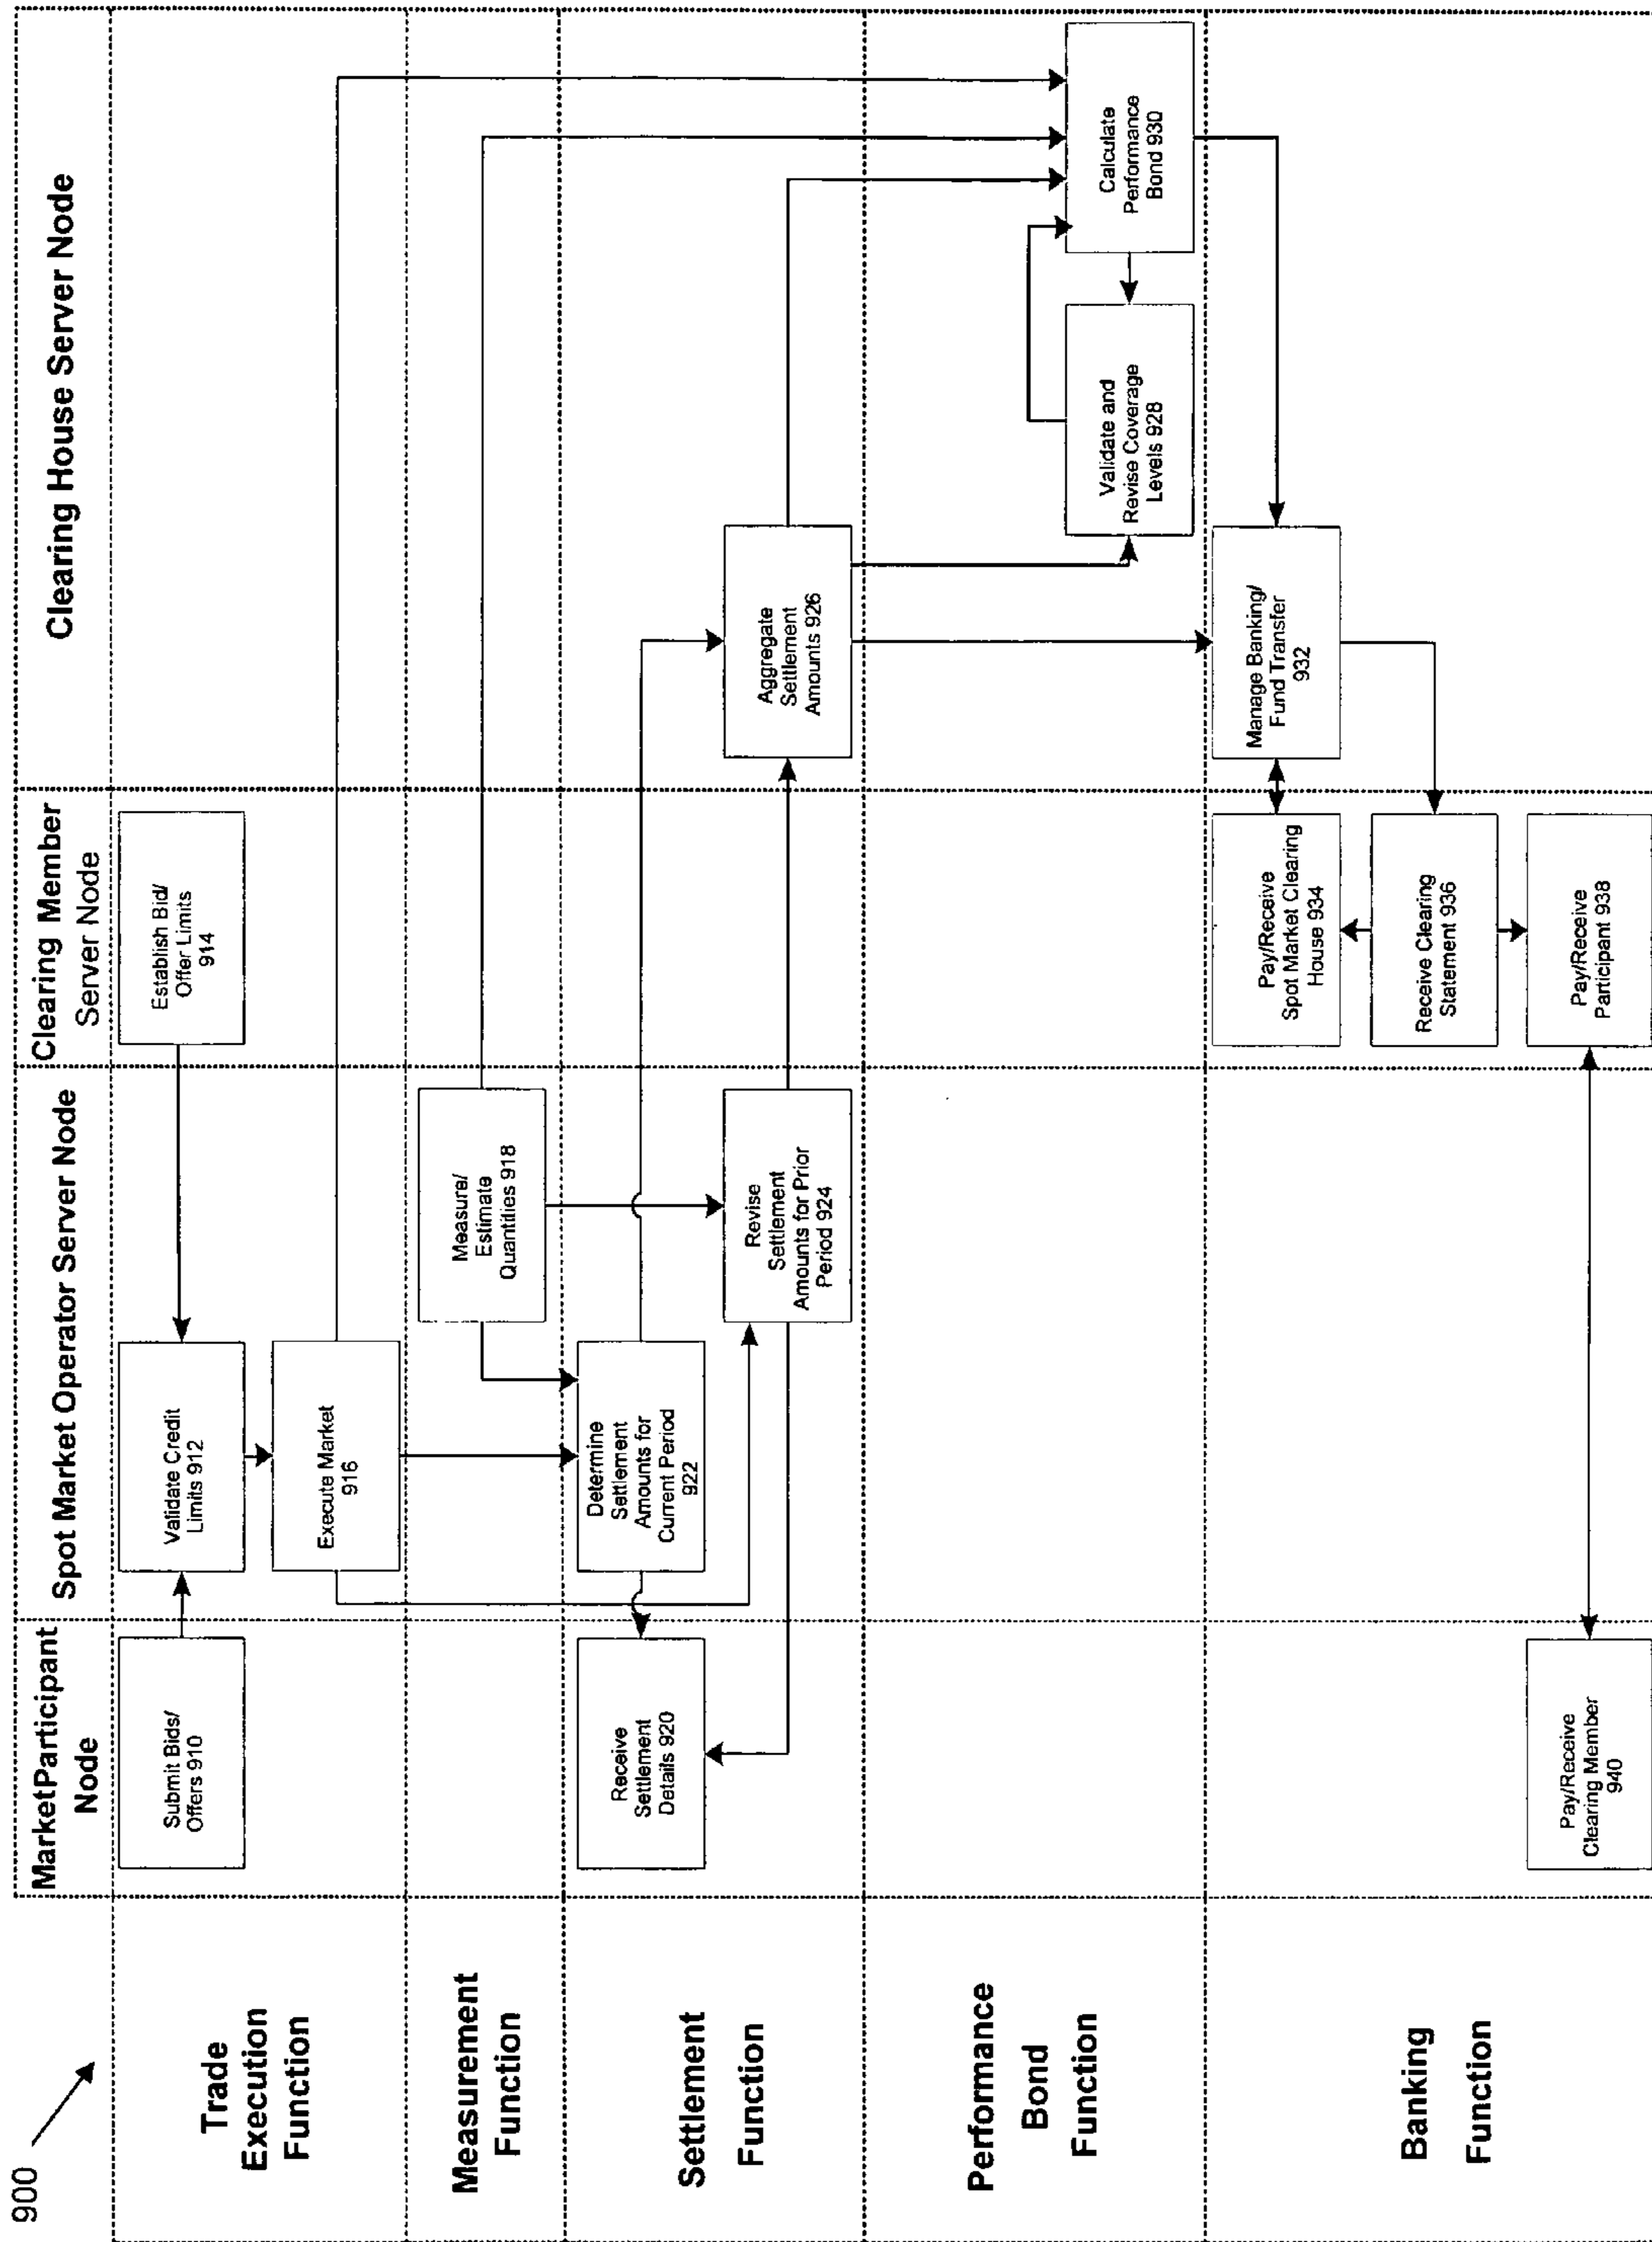 900
MarketParticipant
Node
Spot Market Operator Server Node
Clearing Member
Server Node
Clearing House Server Node
Trade
Execution
Function
Submit Bids/
Offers 910
Validate Credit
Limits 912
Establish Bid/
Offer Limits
914
Execute Market
916
Measurement
Function
Measure/
Estimate
Quantities 918
Settlement
Function
Receive
Settlement
Details 920
Determine
Settlement
Amounts for
Current Period
922
Revise
Settlement
Amounts for Prior
Period 924
Aggregate
Settlement
Amounts 926
Performance
Bond
Function
Validate and
Revise Coverage
Levels 928
Calculate
Performance
Bond 930
Banking
Function
Manage Banking/
Fund Transfer
932
Pay/Receive
Spot Market Clearing
House 934
Receive Clearing
Statement 936
Pay/Receive
Participant 938
Pay/Receive
Clearing Member
940